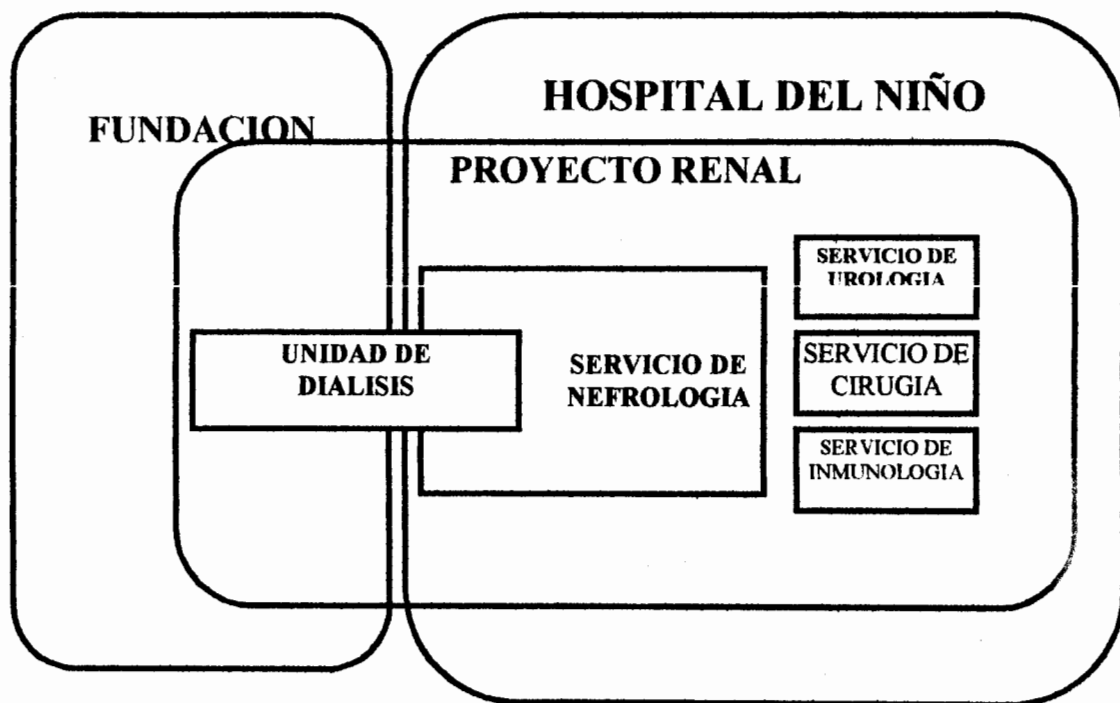 FUNDACION
HOSPITAL DEL NIÑO
PROYECTO RENAL
UNIDAD DE
DIALISIS
SERVICIO DE
NEFROLOGIA
SERVICIO DE
UROLOGIA
SERVICIO DE
CIRUGIA
SERVICIO DE
INMUNOLOGIA